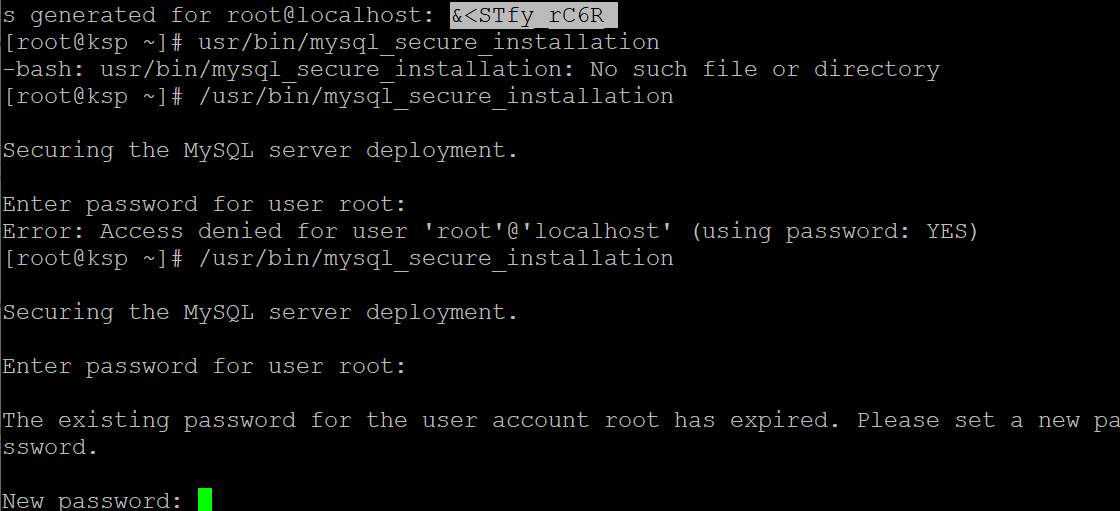 s generated for root@localhost: &<STfy_rC6R
[root@ksp ~]# usr/bin/mysql_secure_installation
-bash: usr/bin/mysql_secure_installation: No such file or directory
[root@ksp ~]# /usr/bin/mysql_secure_installation
Securing the MySQL server deployment.
Enter password for user root:
Error: Access denied for user 'root'@'localhost' (using password: YES)
[root@ksp ~]# /usr/bin/mysql_secure_installation
Securing the MySQL server deployment.
Enter password for user root:
The existing password for the user account root has expired. Please set a new pa
ssword.
New password: